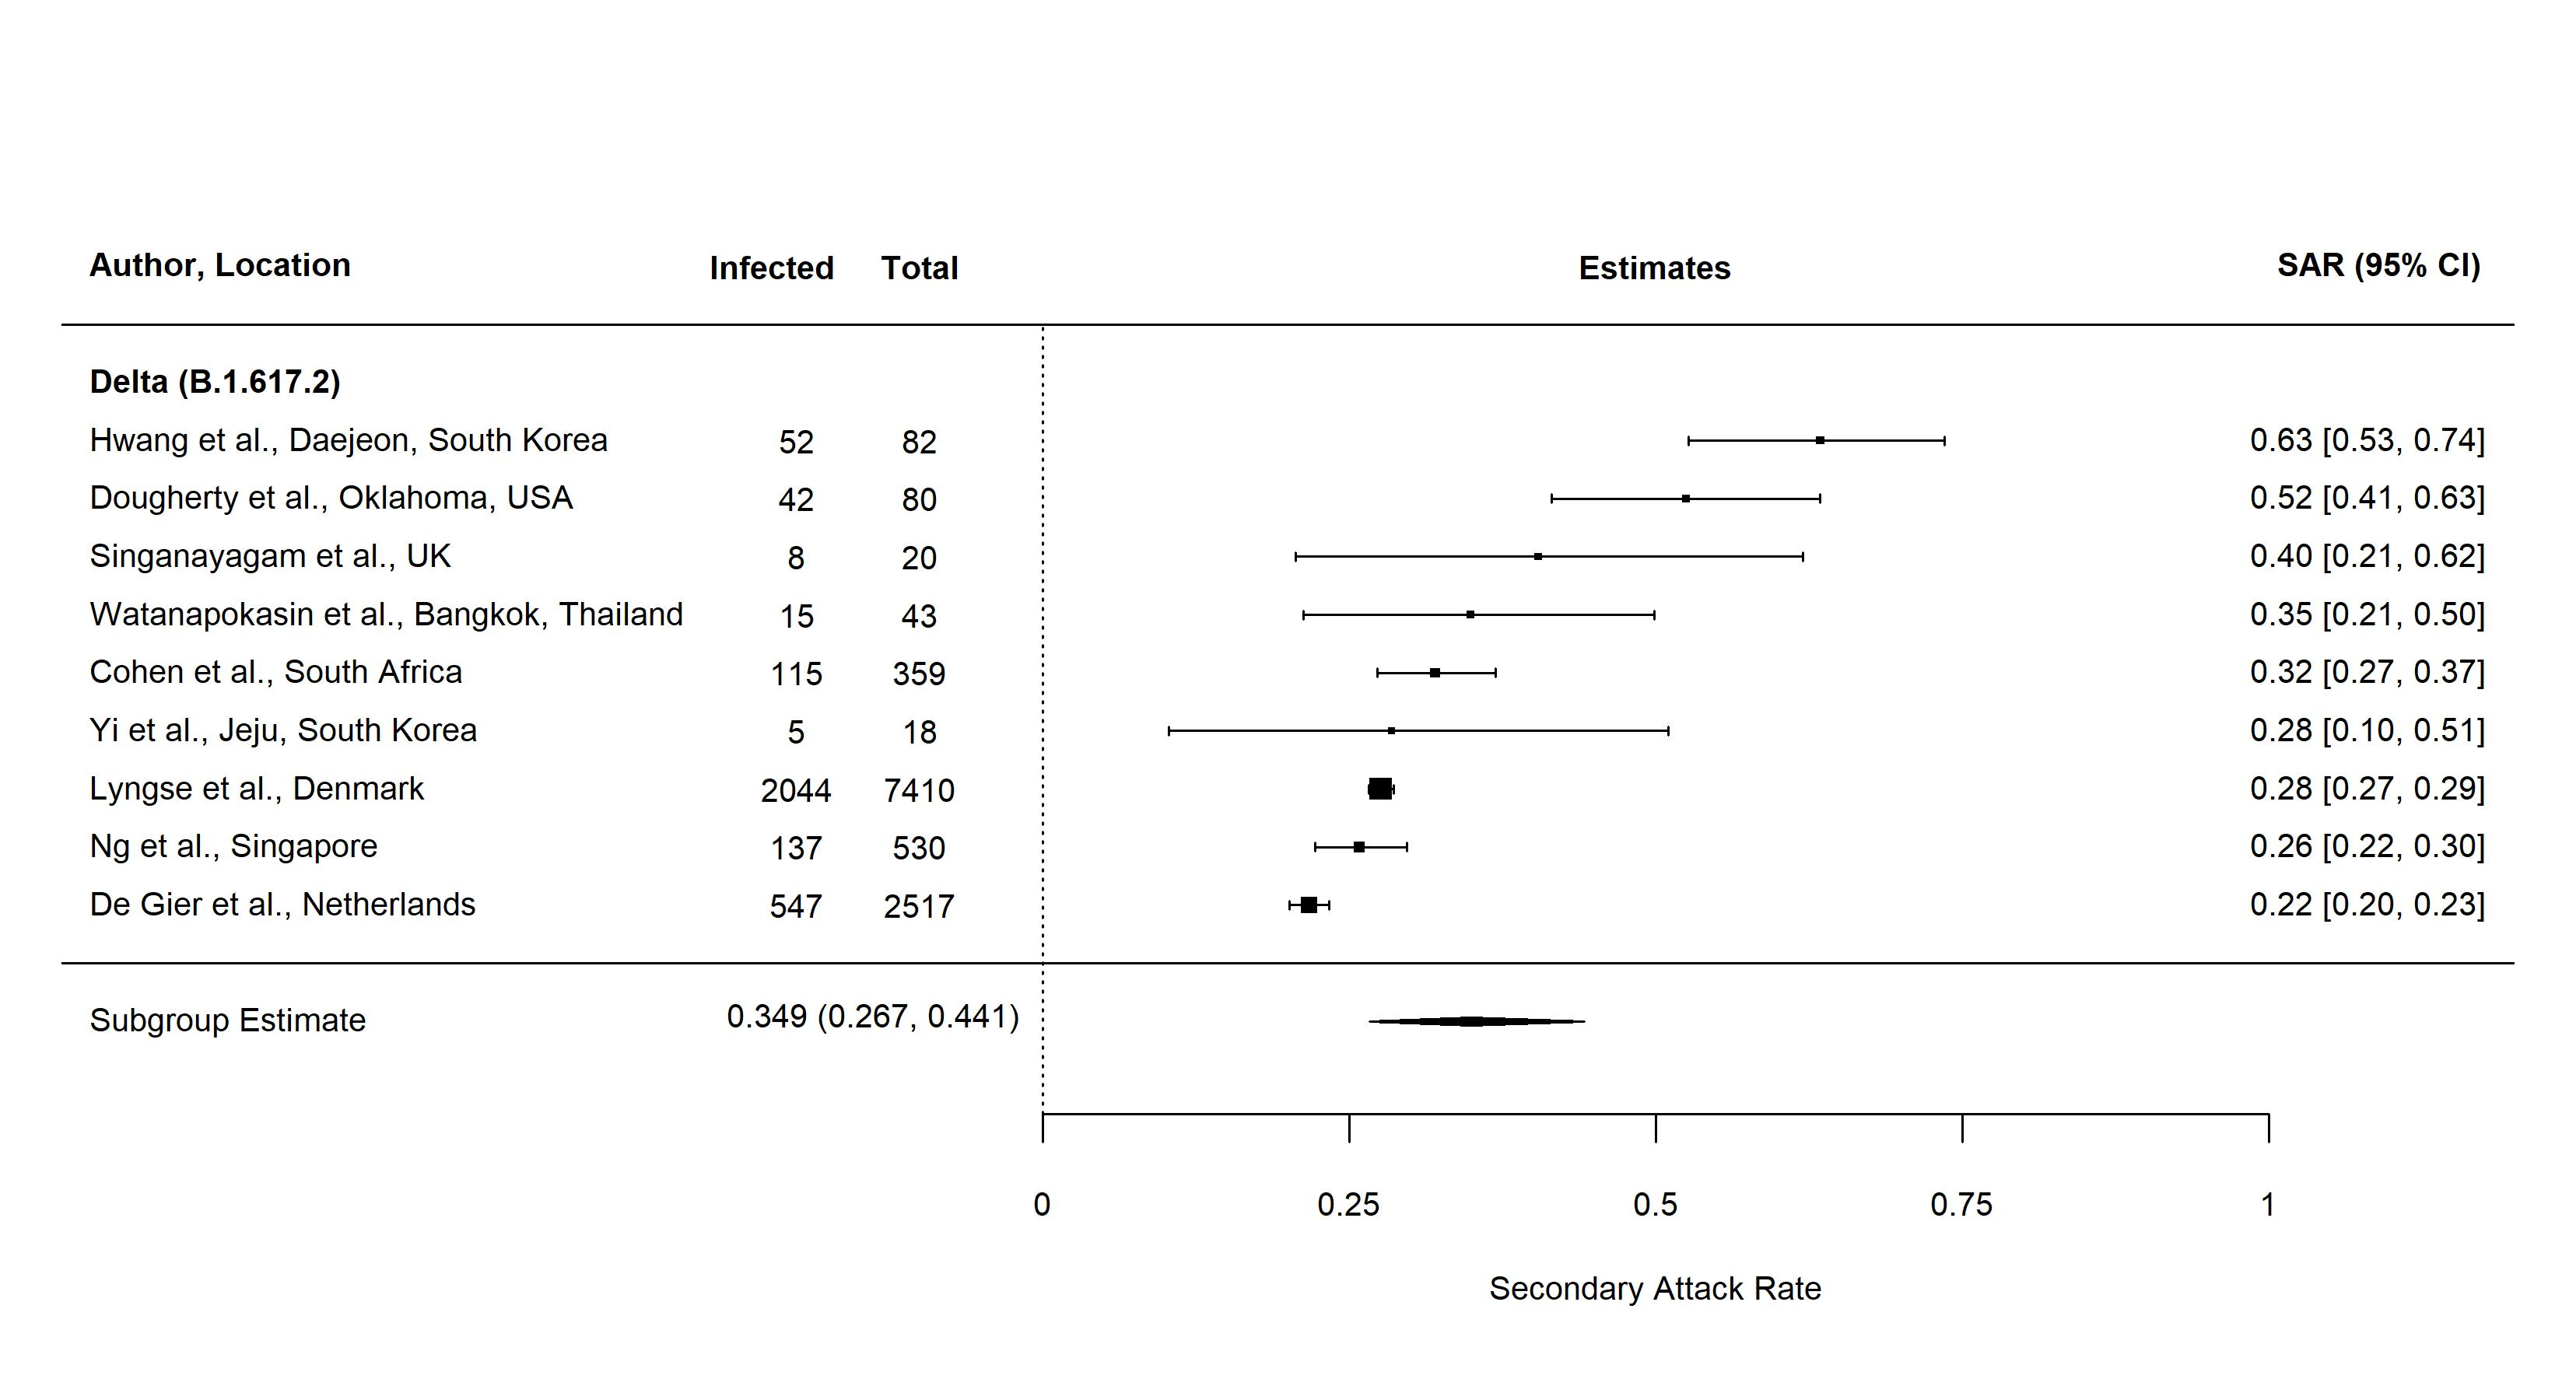 Author, Location Infected Total Estimates SAR (95% CI)
Delta (B.1.617.2)
Hwang et al., Daejeon, South Korea 52 82 0.63 [0.53, 0.74]
Dougherty et al., Oklahoma, USA 42 80 0.52 [0.41, 0.63]
Singanayagam et al., UK 8 20 0.40 [0.21, 0.62]
Watanapokasin et al., Bangkok, Thailand 15 43 0.35 [0.21, 0.50]
Cohen et al., South Africa 115 359 0.32 [0.27, 0.37]
Yi et al., Jeju, South Korea 5 18 0.28 [0.10, 0.51]
Lyngse et al., Denmark 2044 7410 0.28 [0.27, 0.29]
Ng et al., Singapore 137 530 0.26 [0.22, 0.30]
De Gier et al., Netherlands 547 2517 0.22 [0.20, 0.23]
Subgroup Estimate 0.349 (0.267, 0.441)
0 0.25 0.5 0.75 1
Secondary Attack Rate